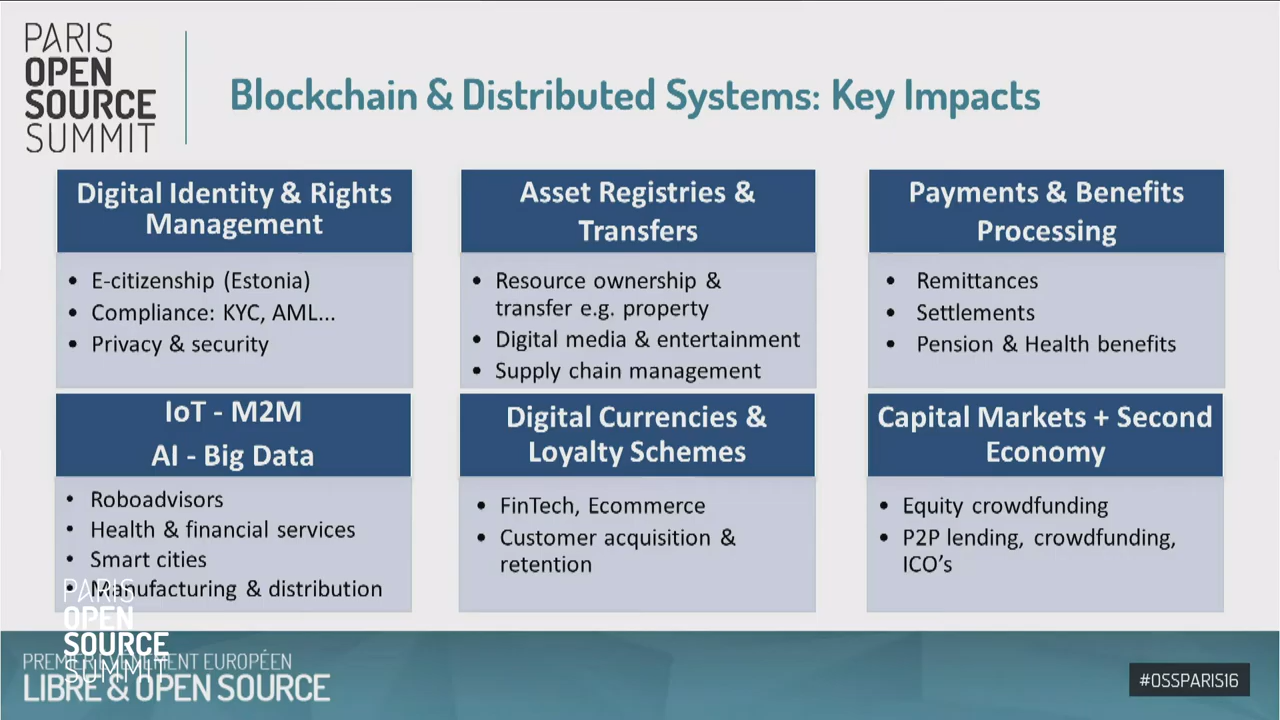 PARIS
OPEN
SOURCE
SUMMIT
Blockchain & Distributed Systems: Key Impacts
Digital Identity & Rights
Management
• E-citizenship (Estonia)
• Compliance: KYC, AML...
• Privacy & security
Asset Registries &
Transfers
• Resource ownership &
transfer e.g. property
• Digital media & entertainment
• Supply chain management
Payments & Benefits
Processing
• Remittances
• Settlements
• Pension & Health benefits
IoT - M2M
AI - Big Data
• Roboadvisors
• Health & financial services
• Smart cities
• Manufacturing & distribution
Digital Currencies &
Loyalty Schemes
• FinTech, Ecommerce
• Customer acquisition &
retention
Capital Markets + Second
Economy
• Equity crowdfunding
• P2P lending, crowdfunding,
ICO's
PARIS
OPEN
SOURCE
SUMMIT
PREMIER ÉVÉNEMENT EUROPÉEN
LIBRE & OPEN SOURCE
#OSSPARIS16